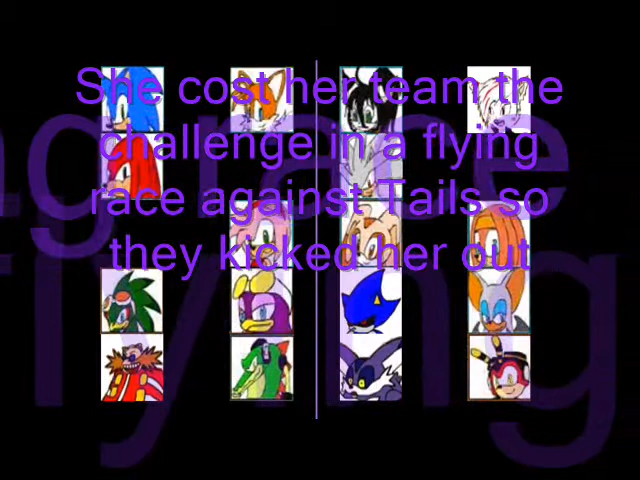 She cost her team the
challenge in a flying
race against Tails so
they kicked her out